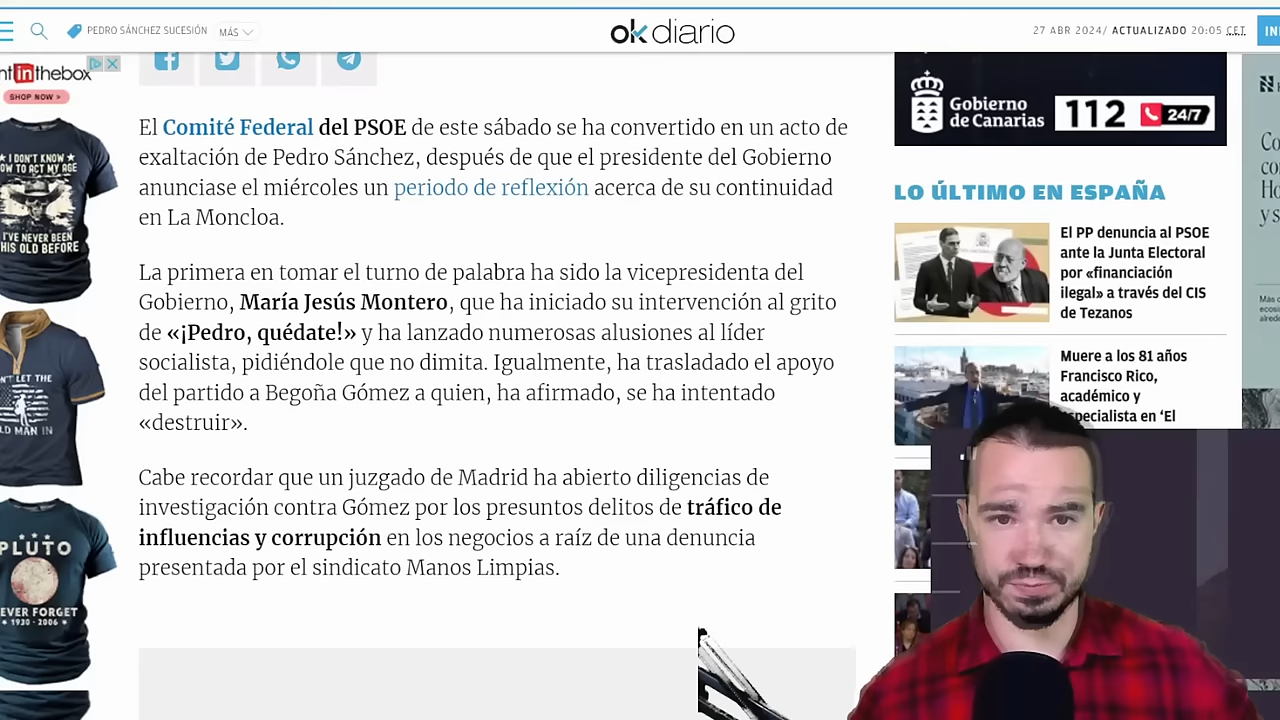 PEDRO SÁNCHEZ SUCESIÓN
MÁS
okdiario
27 ABR 2024/ ACTUALIZADO 20:05 CET
inthebox
SHOP NOW >
I DON'T KNOW
TO ACT MY AGE
I'VE NEVER BEEN
THIS OLD BEFORE
LET THE
OLD MAN IN
PLUTO
NEVER FORGET
1930 - 2006
El Comité Federal del PSOE de este sábado se ha convertido en un acto de
exaltación de Pedro Sánchez, después de que el presidente del Gobierno
anunciase el miércoles un periodo de reflexión acerca de su continuidad
en La Moncloa.
La primera en tomar el turno de palabra ha sido la vicepresidenta del
Gobierno, María Jesús Montero, que ha iniciado su intervención al grito
de «¡Pedro, quédate!» y ha lanzado numerosas alusiones al líder
socialista, pidiéndole que no dimita. Igualmente, ha trasladado el apoyo
del partido a Begoña Gómez a quien, ha afirmado, se ha intentado
«destruir».
Cabe recordar que un juzgado de Madrid ha abierto diligencias de
investigación contra Gómez por los presuntos delitos de tráfico de
influencias y corrupción en los negocios a raíz de una denuncia
presentada por el sindicato Manos Limpias.
Gobierno
de Canarias
112
24/7
LO ÚLTIMO EN ESPAÑA
El PP denuncia al PSOE
ante la Junta Electoral
por «financiación
ilegal» a través del CIS
de Tezanos
Muere a los 81 años
Francisco Rico,
académico y
especialista en ‘El